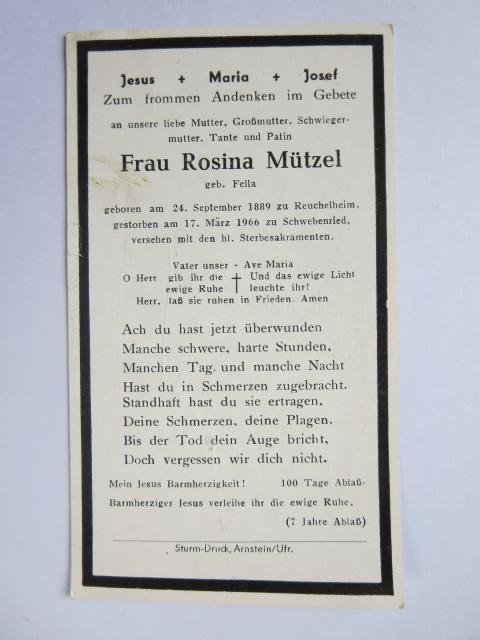 Jesus + Maria + Josef
Zum frommen Andenken im Gebete
an unsere liebe Mutter, Großmutter, Schwieger-
mutter, Tante und Patin
Frau Rosina Mützel
geb. Fella
geboren am 24. September 1889 zu Reuchelheim,
gestorben am 17. März 1966 zu Schwebenried,
versehen mit den hl. Sterbesakramenten.
Vater unser - Ave Maria
O Herr gib ihr die † Und das ewige Licht
ewige Ruhe leuchte ihr!
Herr, laß sie ruhen in Frieden. Amen
Ach du hast jetzt überwunden
Manche schwere, harte Stunden,
Manchen Tag und manche Nacht
Hast du in Schmerzen zugebracht.
Standhaft hast du sie ertragen,
Deine Schmerzen, deine Plagen.
Bis der Tod dein Auge bricht,
Doch vergessen wir dich nicht.
Mein Jesus Barmherzigkeit! 100 Tage Ablaß-
Barmherziger Jesus verleihe ihr die ewige Ruhe.
(7 Jahre Ablaß)
Sturm-Druck, Arnstein/Ufr.